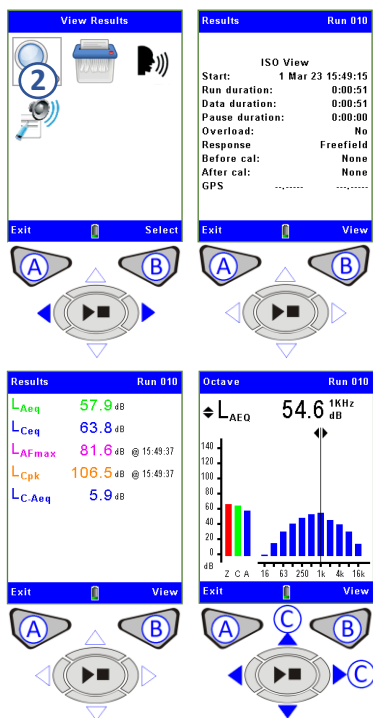 View Results
2
Exit Select
A B
Results Run 010
ISO View
Start: 1 Mar 23 15:49:15
Run duration: 0:00:51
Data duration: 0:00:51
Pause duration: 0:00:00
Overload: No
Response Freefield
Before cal: None
After cal: None
GPS --.----- ---.-----
Exit View
A B
Results Run 010
LAeq 57.9 dB
LCeq 63.8 dB
LAFmax 81.6 dB @ 15:49:37
LCpk 106.5 dB @ 15:49:37
LC-Aeq 5.9 dB
Exit View
A B
Octave Run 010
LAEQ 54.6 1KHz dB
140
120
100
80
60
40
20
0
dB
Z C A 16 63 250 1k 4k 16k
Exit View
A C B
C